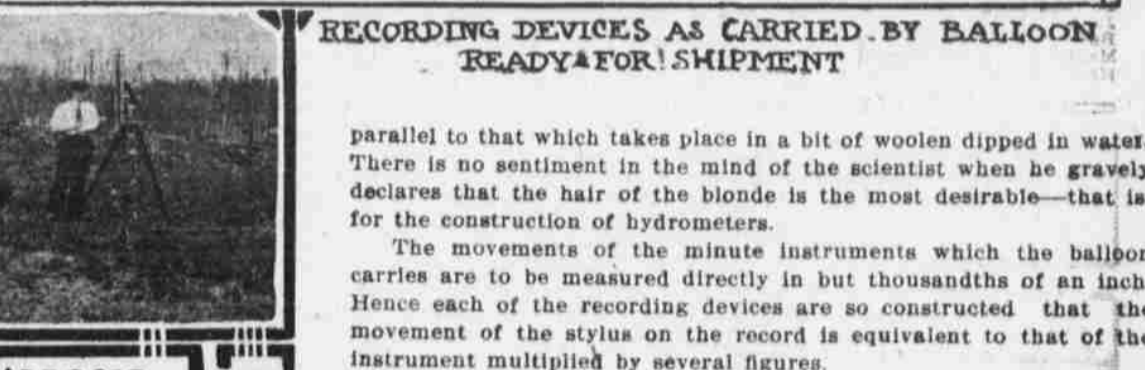 RECORDING DEVICES AS CARRIED BY BALLOON
READY FOR SHIPMENT
parallel to that which takes place in a bit of woolen dipped in water.
There is no sentiment in the mind of the scientist when he gravely
declares that the hair of the blonde is the most desirable—that is
for the construction of hydrometers.
The movements of the minute instruments which the balloon
carries are to be measured directly in but thousandths of an inch
Hence each of the recording devices are so constructed that the
movement of the stylus on the record is equivalent to that of the
instrument multiplied by several figures.